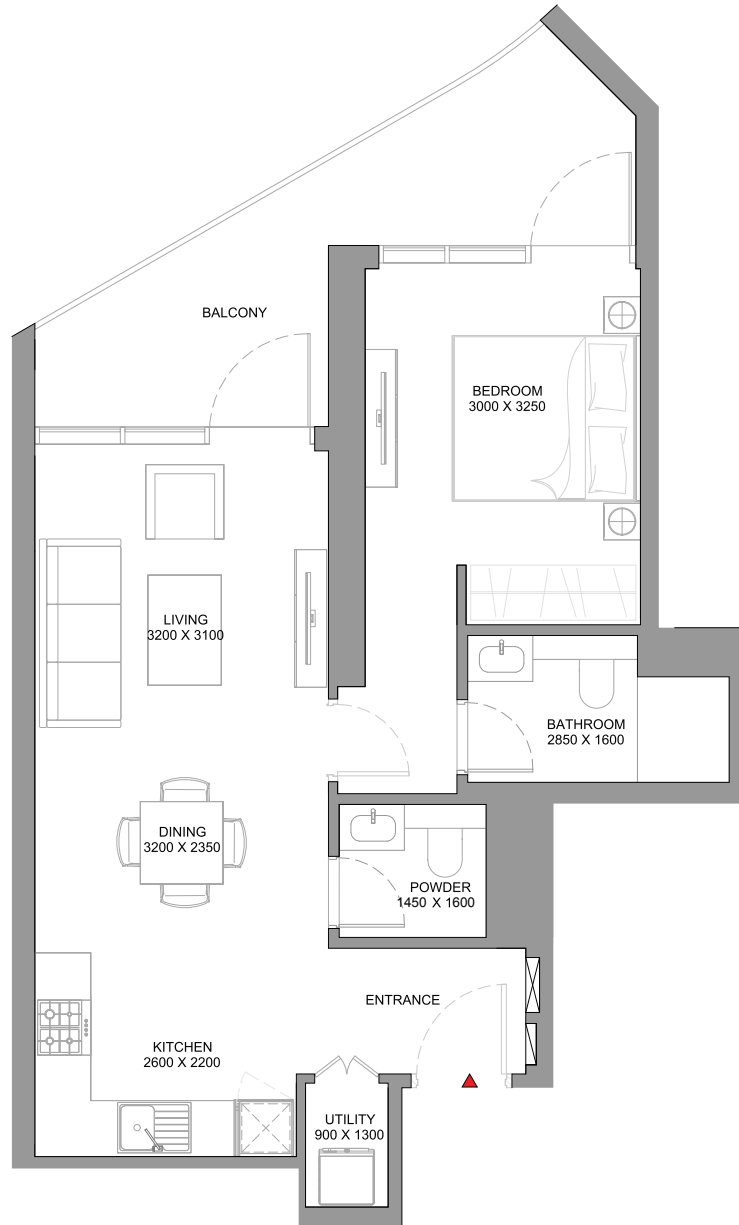 BALCONY
BEDROOM
3000 X 3250
LIVING
3200 X 3100
BATHROOM
2850 X 1600
DINING
3200 X 2350
POWDER
1450 X 1600
ENTRANCE
KITCHEN
2600 X 2200
UTILITY
900 X 1300